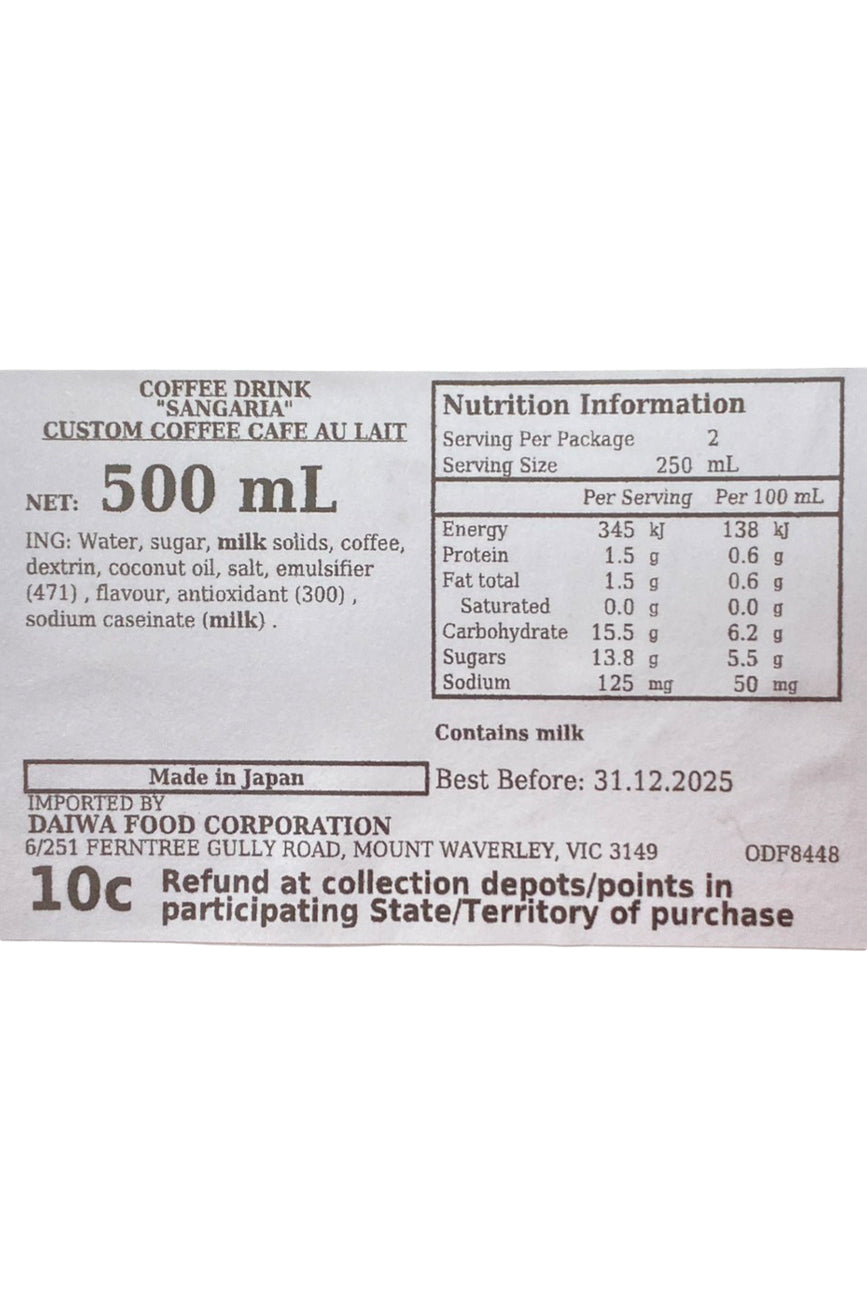 COFFEE DRINK
"SANGARIA"
CUSTOM COFFEE CAFE AU LAIT
NET: 500 mL
ING: Water, sugar, milk solids, coffee,
dextrin, coconut oil, salt, emulsifier
(471) , flavour, antioxidant (300) ,
sodium caseinate (milk) .
Nutrition Information
Serving Per Package 2
Serving Size 250 mL
Per Serving Per 100 mL
Energy 345 kJ 138 kJ
Protein 1.5 g 0.6 g
Fat total 1.5 g 0.6 g
Saturated 0.0 g 0.0 g
Carbohydrate 15.5 g 6.2 g
Sugars 13.8 g 5.5 g
Sodium 125 mg 50 mg
Contains milk
Made in Japan
Best Before: 31.12.2025
IMPORTED BY
DAIWA FOOD CORPORATION
6/251 FERNTREE GULLY ROAD, MOUNT WAVERLEY, VIC 3149
ODF8448
10c Refund at collection depots/points in
participating State/Territory of purchase